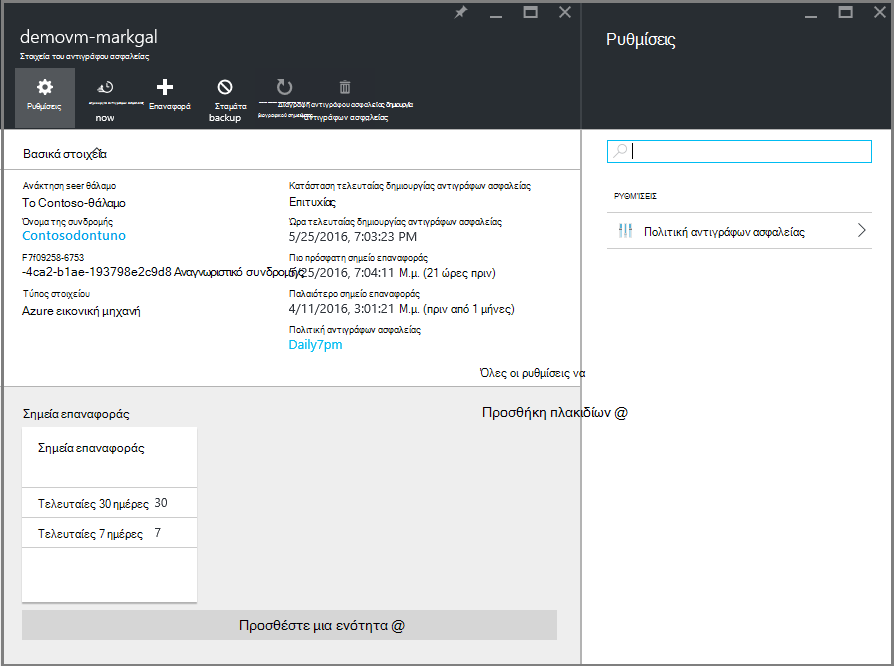 demovm-markgal
Στοιχεία του αντιγράφου ασφαλείας
Ρυθμίσεις
now
Επαναφορά
Σταμάτα
backup
Διαγραφή αντιγράφου ασφαλείας δημιουργία
αντιγράφων ασφαλείας
Βασικά στοιχεία
Ανάκτηση seer θάλαμο
Το Contoso-θάλαμο
Όνομα της συνδρομής
Contosodontuno
F7f09258-6753
-4ca2-b1ae-193798e2c9d8 Αναγνωριστικό συνδρομής
Τύπος στοιχείου
Azure εικονική μηχανή
Κατάσταση τελευταίας δημιουργίας αντιγράφων ασφαλείας
Επιτυχίας
Ώρα τελευταίας δημιουργίας αντιγράφων ασφαλείας
5/25/2016, 7:03:23 PM
Πιο πρόσφατη σημείο επαναφοράς
5/25/2016, 7:04:11 Μ.μ. (21 ώρες πριν)
Παλαιότερο σημείο επαναφοράς
4/11/2016, 3:01:21 Μ.μ. (πριν από 1 μήνες)
Πολιτική αντιγράφων ασφαλείας
Daily7pm
Όλες οι ρυθμίσεις να
Προσθήκη πλακιδίων @
Σημεία επαναφοράς
Σημεία επαναφοράς
Τελευταίες 30 ημέρες 30
Τελευταίες 7 ημέρες 7
Προσθέστε μια ενότητα @
Ρυθμίσεις
ΡΥΘΜΊΣΕΙΣ
Πολιτική αντιγράφων ασφαλείας